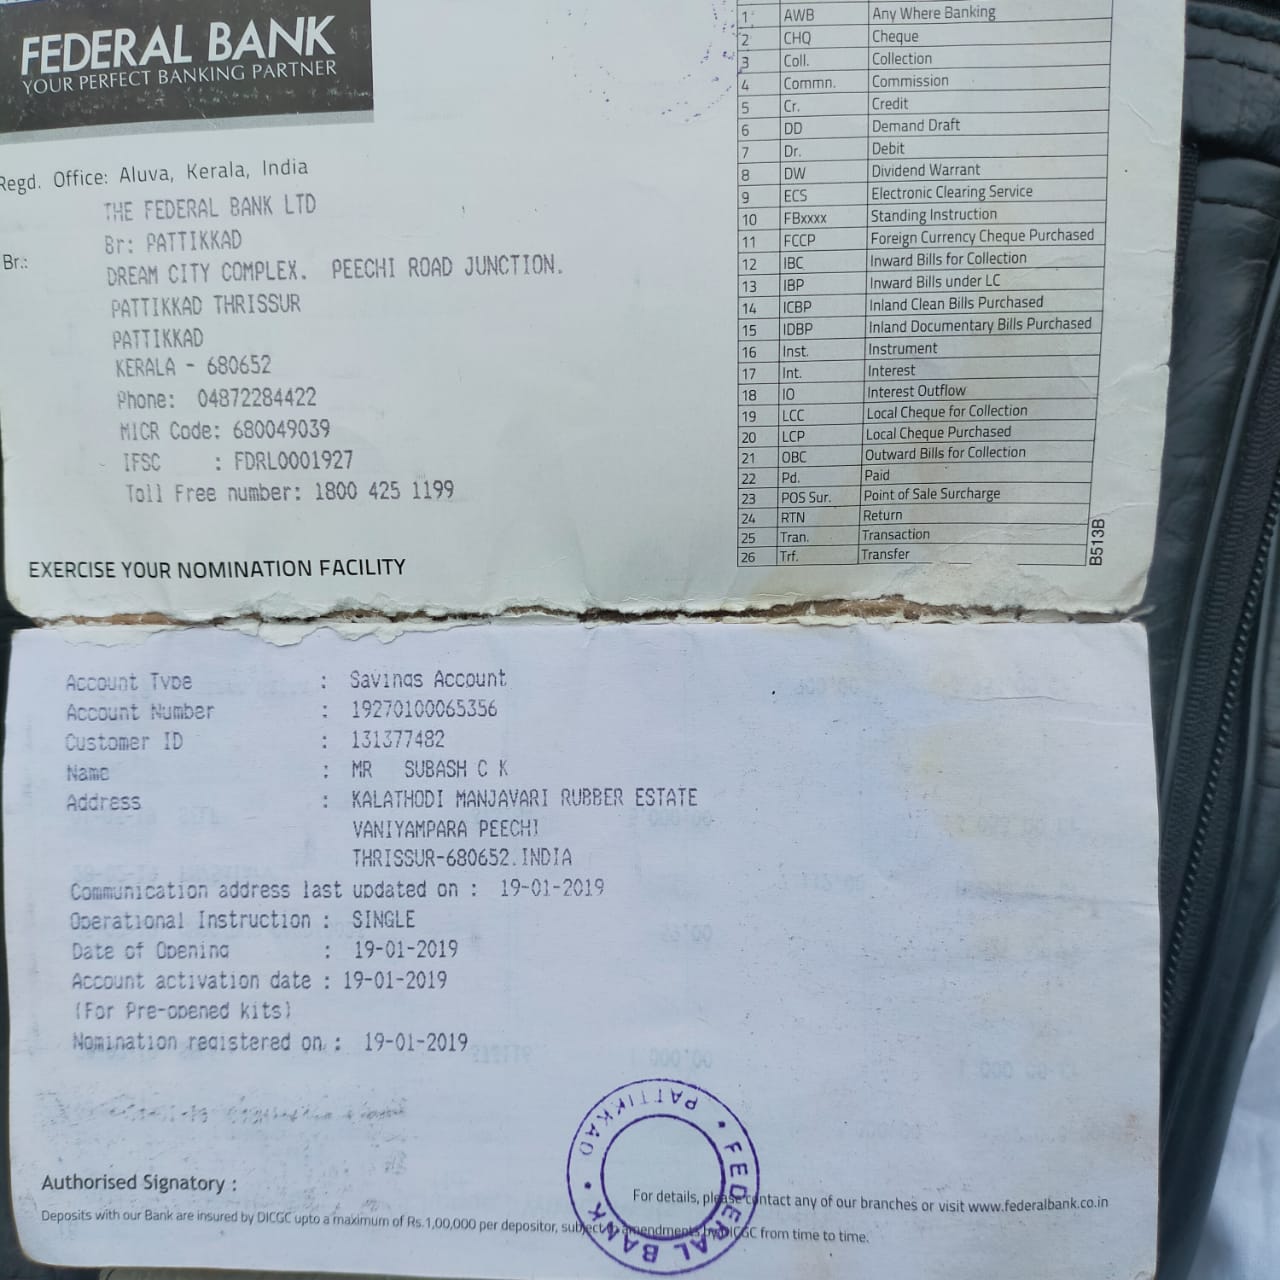 FEDERAL BANK
YOUR PERFECT BANKING PARTNER
Regd. Office: Aluva, Kerala, India
THE FEDERAL BANK LTD
Br: PATTIKKAD
Br.:
DREAM CITY COMPLEX. PEECHI ROAD JUNCTION.
PATTIKKAD THRISSUR
PATTIKKAD
KERALA - 680652
Phone: 04872284422
MICR Code: 680049039
IFSC : FDRL0001927
Toll Free number: 1800 425 1199
EXERCISE YOUR NOMINATION FACILITY
1 AWB Any Where Banking
2 CHQ Cheque
3 Coll. Collection
4 Commn. Commission
5 Cr. Credit
6 DD Demand Draft
7 Dr. Debit
8 DW Dividend Warrant
9 ECS Electronic Clearing Service
10 FBxxxx Standing Instruction
11 FCCP Foreign Currency Cheque Purchased
12 IBC Inward Bills for Collection
13 IBP Inward Bills under LC
14 ICBP Inland Clean Bills Purchased
15 IDBP Inland Documentary Bills Purchased
16 Inst. Instrument
17 Int. Interest
18 IO Interest Outflow
19 LCC Local Cheque for Collection
20 LCP Local Cheque Purchased
21 OBC Outward Bills for Collection
22 Pd. Paid
23 POS Sur. Point of Sale Surcharge
24 RTN Return
25 Tran. Transaction
26 Trf. Transfer
B513B
Account Type : Savings Account
Account Number : 19270100065356
Customer ID : 131377482
Name : MR SUBASH C K
Address : KALATHODI MANJAVARI RUBBER ESTATE
VANIYAMPARA PEECHI
THRISSUR-680652.INDIA
Communication address last updated on : 19-01-2019
Operational Instruction : SINGLE
Date of Opening : 19-01-2019
Account activation date : 19-01-2019
(For Pre-opened kits)
Nomination registered on : 19-01-2019
FEDERAL BANK • PATTIKKAD •
Authorised Signatory :
For details, please contact any of our branches or visit www.federalbank.co.in
Deposits with our Bank are insured by DICGC upto a maximum of Rs.1,00,000 per depositor, subject to amendments by DICGC from time to time.